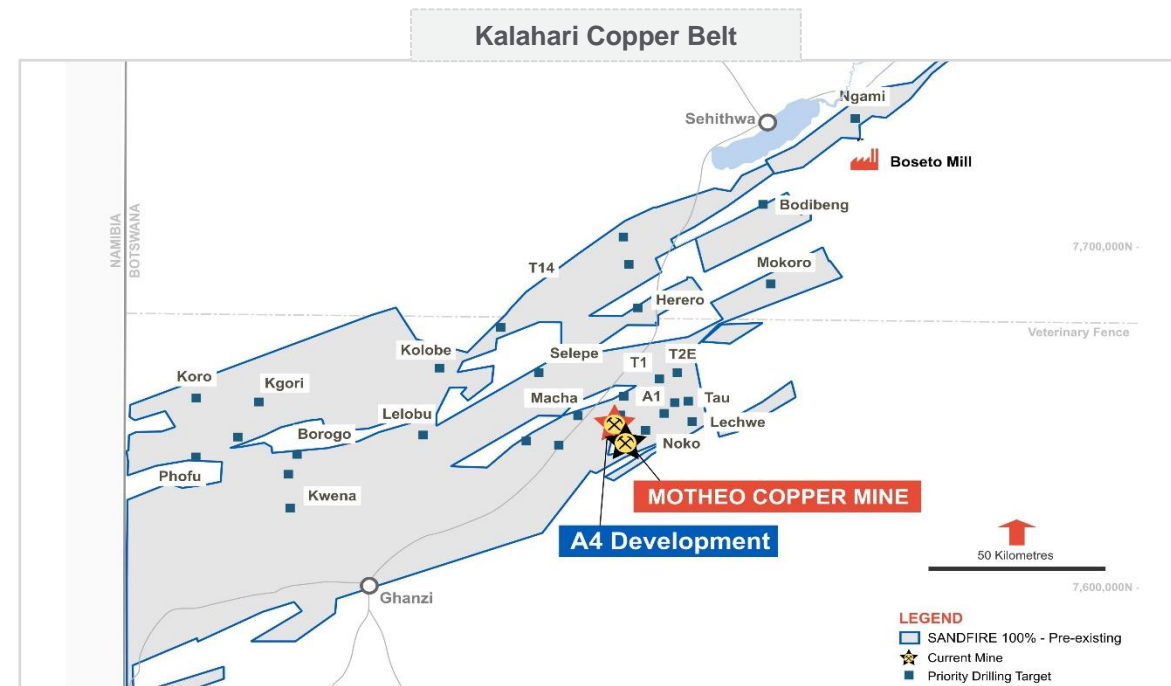 Kalahari Copper Belt
Ngami
Sehithwa
Boseto Mill
Bodibeng
NAMIBIA
BOTSWANA
7,700,000N -
T14
Mokoro
Herero
Veterinary Fence
Kolobe
Selepe
T1
T2E
Koro
Kgori
Macha
A1
Tau
Lelobu
Lechwe
Borogo
Noko
Phofu
Kwena
MOTHEO COPPER MINE
A4 Development
50 Kilometres
Ghanzi
7,600,000N -
LEGEND
SANDFIRE 100% - Pre-existing
Current Mine
Priority Drilling Target